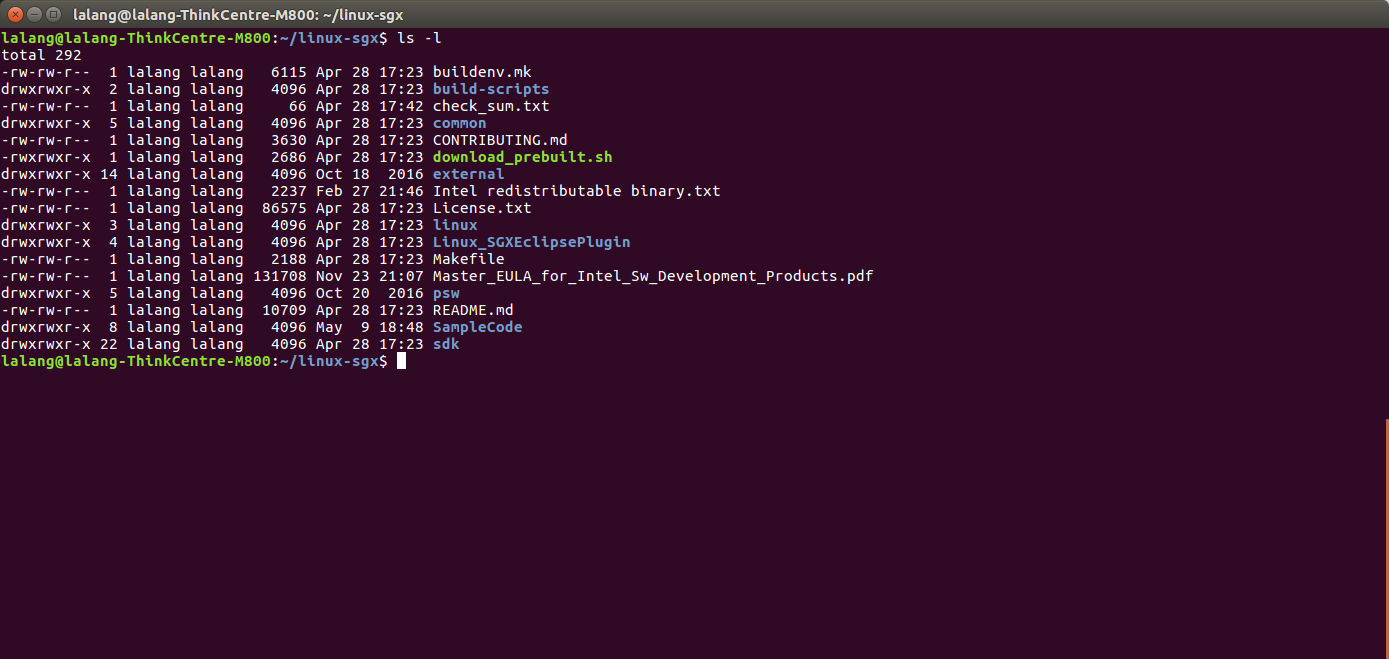 lalang@lalang-ThinkCentre-M800: ~/linux-sgx
lalang@lalang-ThinkCentre-M800:~/linux-sgx$ ls -l
total 292
-rw-rw-r--  1 lalang lalang   6115 Apr 28 17:23 buildenv.mk
drwxrwxr-x  2 lalang lalang   4096 Apr 28 17:23 build-scripts
-rw-rw-r--  1 lalang lalang     66 Apr 28 17:42 check_sum.txt
drwxrwxr-x  5 lalang lalang   4096 Apr 28 17:23 common
-rw-rw-r--  1 lalang lalang   3630 Apr 28 17:23 CONTRIBUTING.md
-rwxrwxr-x  1 lalang lalang   2686 Apr 28 17:23 download_prebuilt.sh
drwxrwxr-x 14 lalang lalang   4096 Oct 18  2016 external
-rw-rw-r--  1 lalang lalang   2237 Feb 27 21:46 Intel redistributable binary.txt
-rw-rw-r--  1 lalang lalang  86575 Apr 28 17:23 License.txt
drwxrwxr-x  3 lalang lalang   4096 Apr 28 17:23 linux
drwxrwxr-x  4 lalang lalang   4096 Apr 28 17:23 Linux_SGXEclipsePlugin
-rw-rw-r--  1 lalang lalang   2188 Apr 28 17:23 Makefile
-rw-rw-r--  1 lalang lalang 131708 Nov 23 21:07 Master_EULA_for_Intel_Sw_Development_Products.pdf
drwxrwxr-x  5 lalang lalang   4096 Oct 20  2016 psw
-rw-rw-r--  1 lalang lalang  10709 Apr 28 17:23 README.md
drwxrwxr-x  8 lalang lalang   4096 May  9 18:48 SampleCode
drwxrwxr-x 22 lalang lalang   4096 Apr 28 17:23 sdk
lalang@lalang-ThinkCentre-M800:~/linux-sgx$